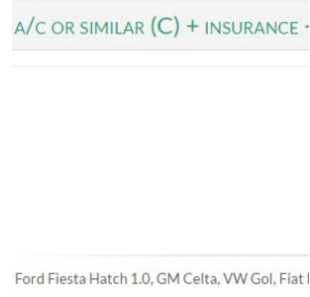 A/C OR SIMILAR (C) + INSURANCE -
Ford Fiesta Hatch 1.0, GM Celta, VW Gol, Fiat